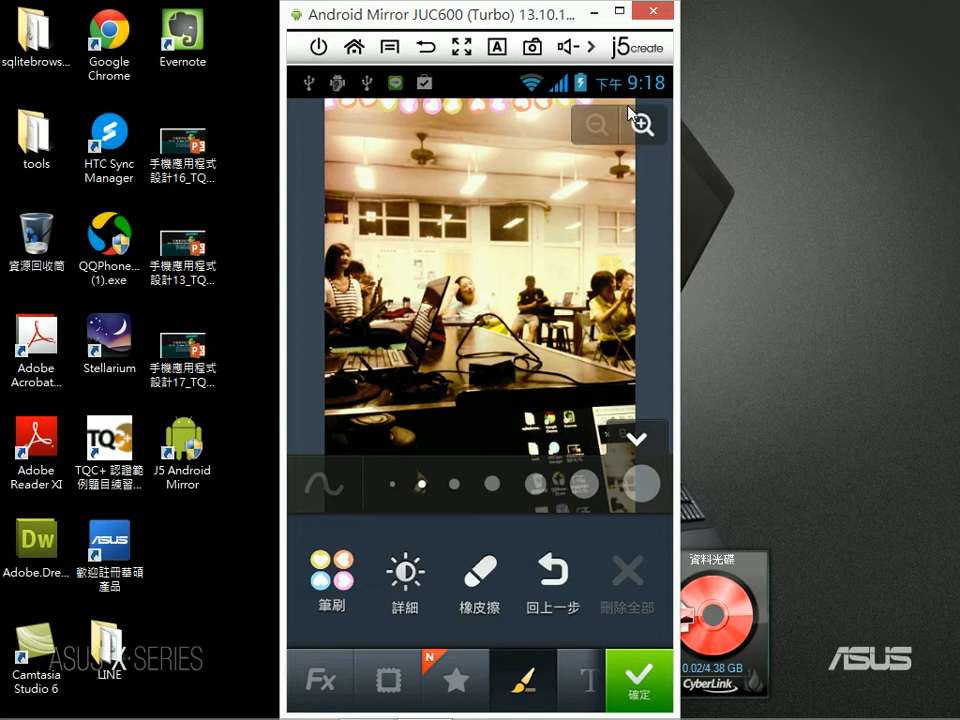 Android Mirror JUC600 (Turbo) 13.10.1...
j5create
下午 9:18
sqlitebrows...
Google
Chrome
Evernote
tools
HTC Sync
Manager
手機應用程式
設計16_TQ...
資源回收筒
QQPhone...
(1).exe
手機應用程式
設計13_TQ...
Adobe
Acrobat...
Stellarium
手機應用程式
設計17_TQ...
Adobe
Reader XI
TQC+
TQC+ 認證範
例題目練習...
J5 Android
Mirror
Dw
Adobe.Dre...
ASUS
歡迎註冊華碩
產品
Camtasia
Studio 6
LINE
ASUS X-SERIES
筆刷
詳細
橡皮擦
回上一步
刪除全部
Fx
N
T
確定
資料光碟
0.02/4.38 GB
CyberLink
ASUS